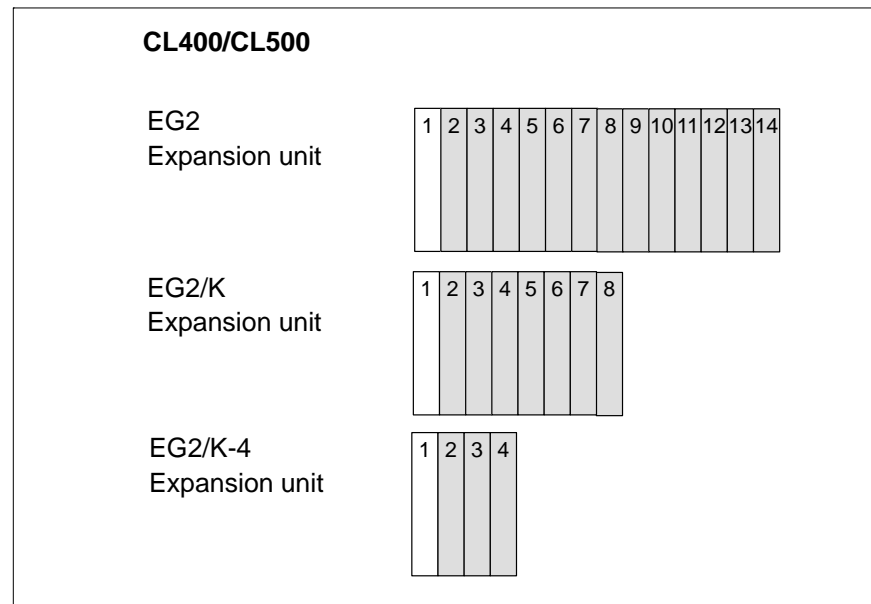 CL400/CL500
EG2
Expansion unit
1 2 3 4 5 6 7 8 9 10 11 12 13 14
EG2/K
Expansion unit
1 2 3 4 5 6 7 8
EG2/K-4
Expansion unit
1 2 3 4